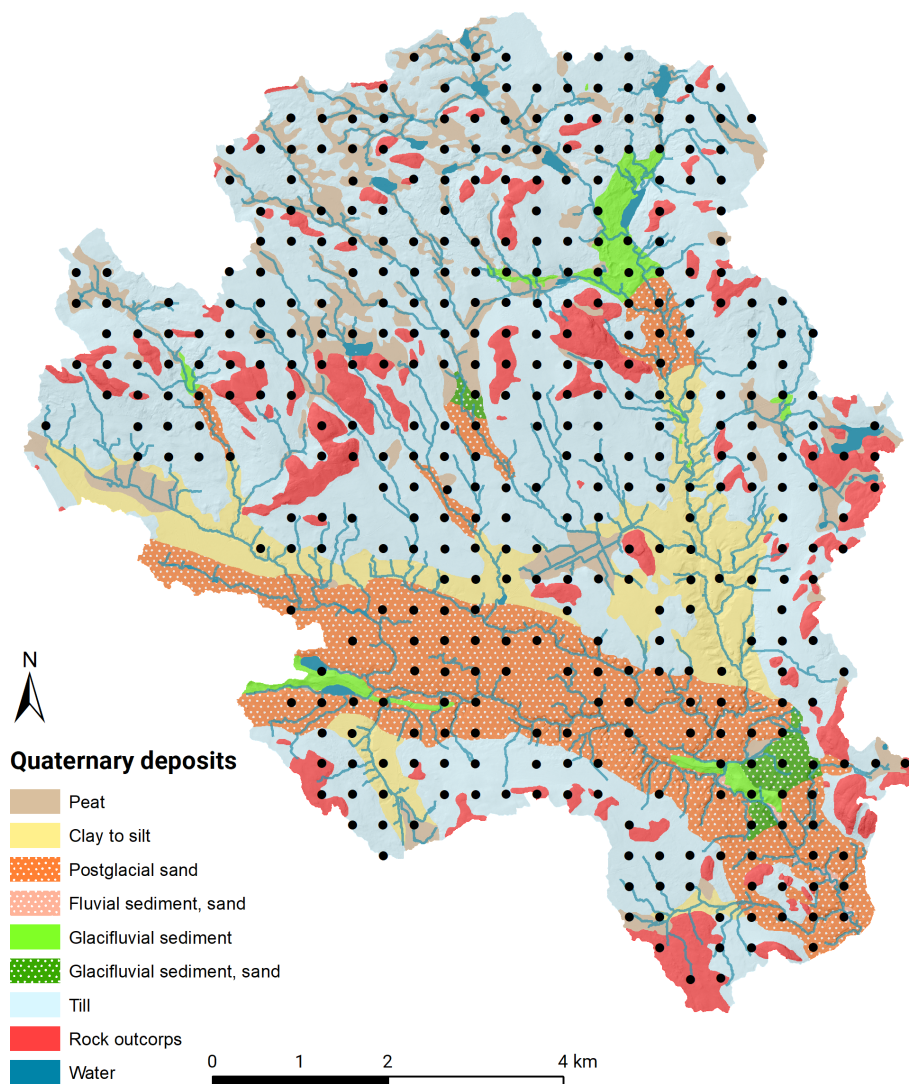 N
Quaternary deposits
Peat
Clay to silt
Postglacial sand
Fluvial sediment, sand
Glacifluvial sediment
Glacifluvial sediment, sand
Till
Rock outcorps
Water
0 1 2 4 km